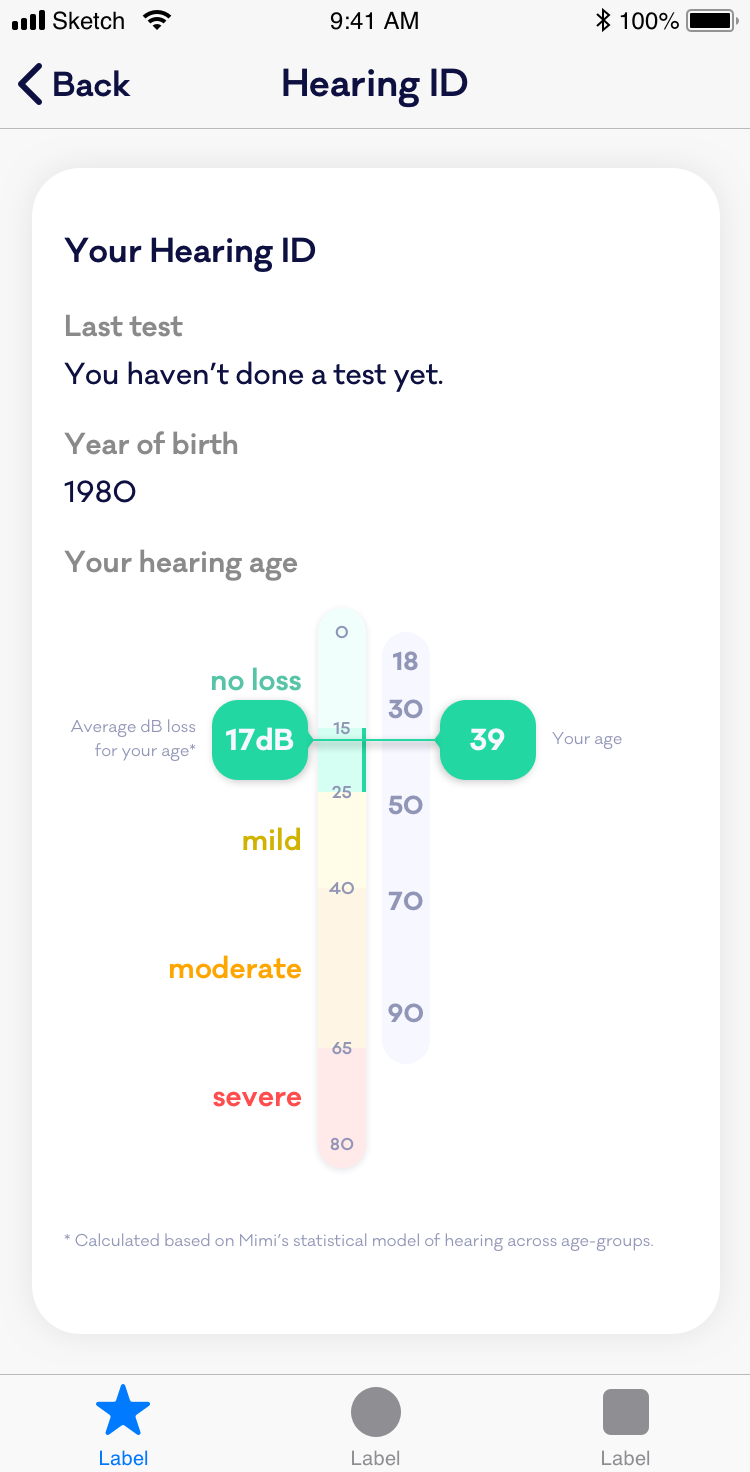 Sketch 9:41 AM 100%
Back Hearing ID
Your Hearing ID
Last test
You haven’t done a test yet.
Year of birth
1980
Your hearing age
0
18
no loss
30
15
Average dB loss
for your age*
17dB
39
Your age
25
50
mild
40
70
moderate
90
65
severe
80
* Calculated based on Mimi’s statistical model of hearing across age-groups.
Label Label Label